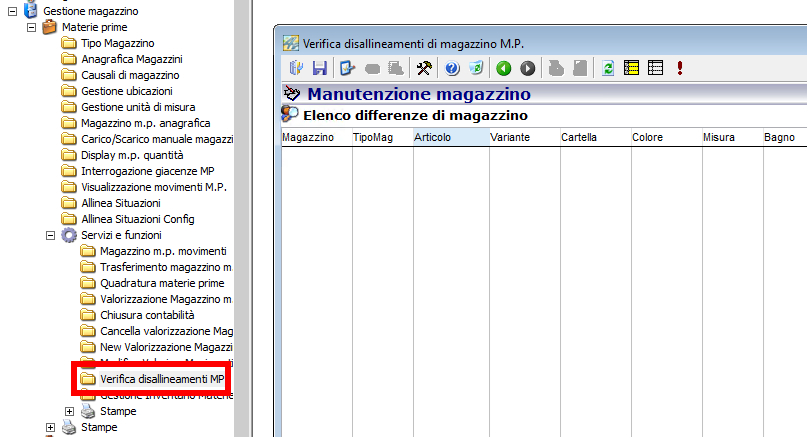 Gestione magazzino
Materie prime
Tipo Magazzino
Anagrafica Magazzini
Causali di magazzino
Gestione ubicazioni
Gestione unità di misura
Magazzino m.p. anagrafica
Carico/Scarico manuale magazzi
Display m.p. quantità
Interrogazione giacenze MP
Visualizzazione movimenti M.P.
Allinea Situazioni
Allinea Situazioni Config
Servizi e funzioni
Magazzino m.p. movimenti
Trasferimento magazzino m
Quadratura materie prime
Valorizzazione Magazzino m
Chiusura contabilità
Cancella valorizzazione Mag
New Valorizzazione Magazzi
Verifica disallineamenti MP
Gestione Inventario Materie
Stampe
Stampe
Verifica disallineamenti di magazzino M.P.
Manutenzione magazzino
Elenco differenze di magazzino
Magazzino TipoMag Articolo Variante Cartella Colore Misura Bagno